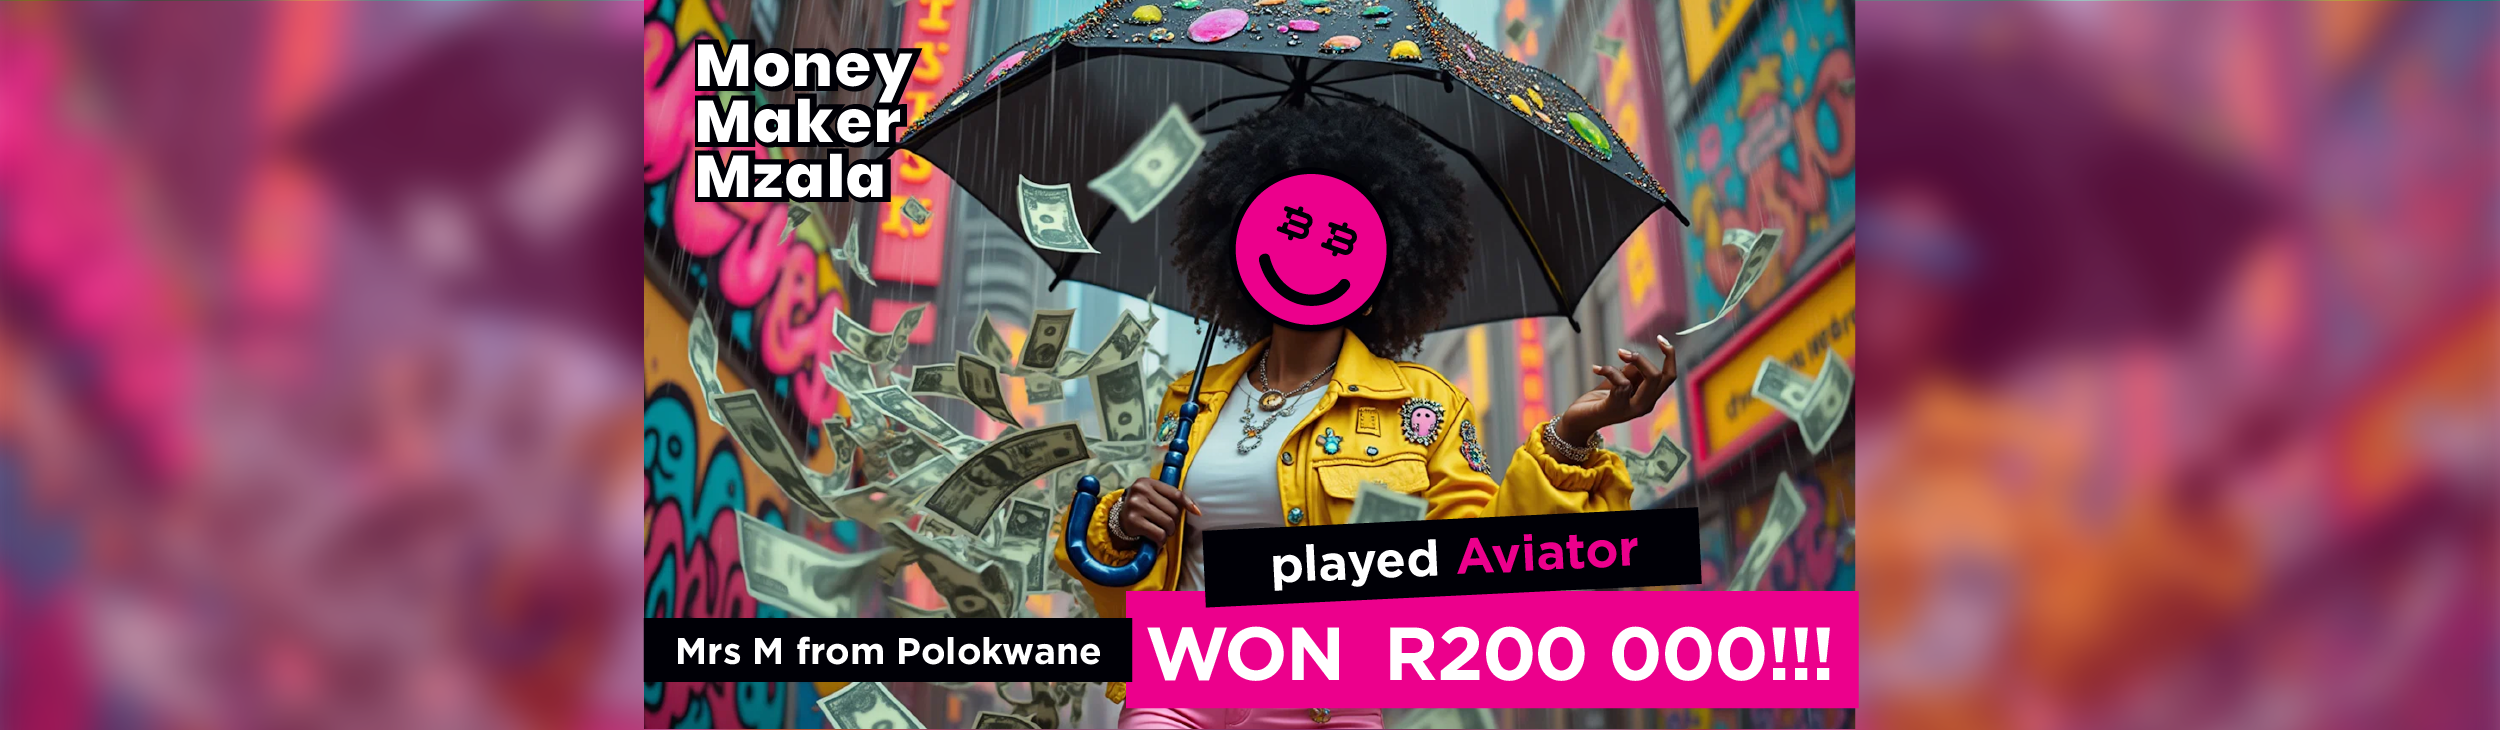 Money
Maker
Mzala
played Aviator
Mrs M from Polokwane
WON R200 000!!!